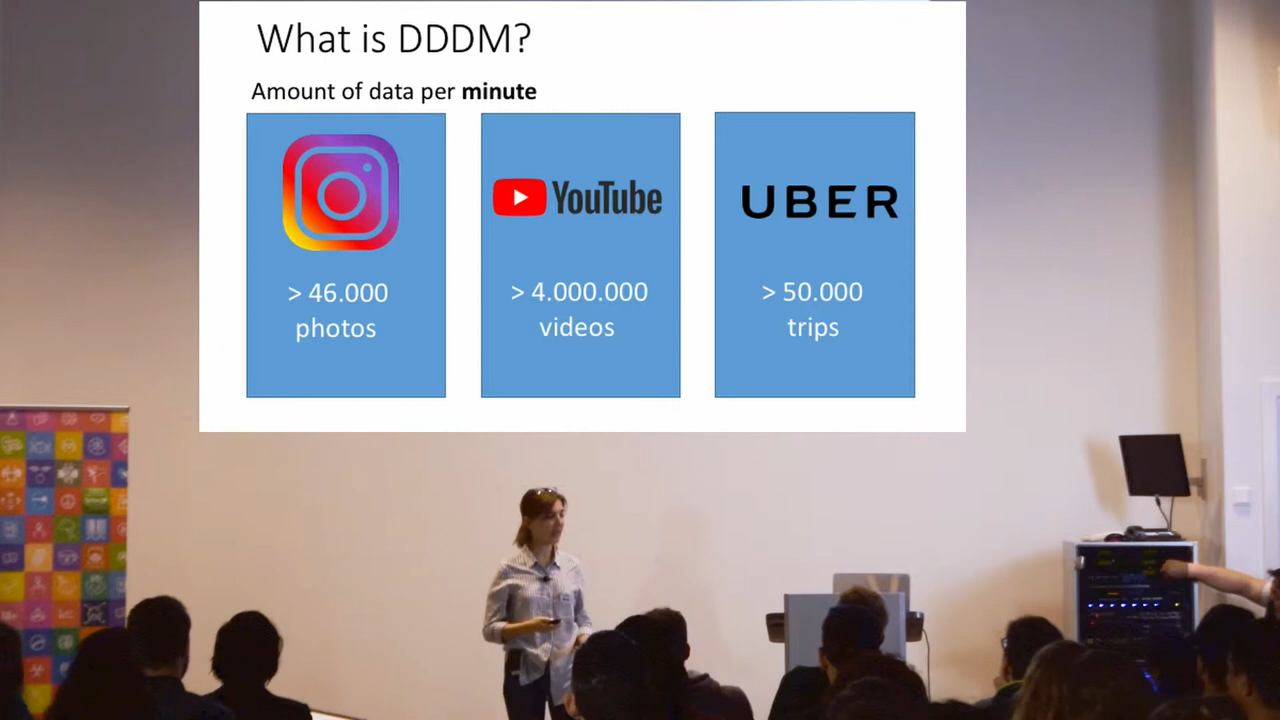 What is DDDM?
Amount of data per minute
YouTube
UBER
> 46.000
photos
> 4.000.000
videos
> 50.000
trips